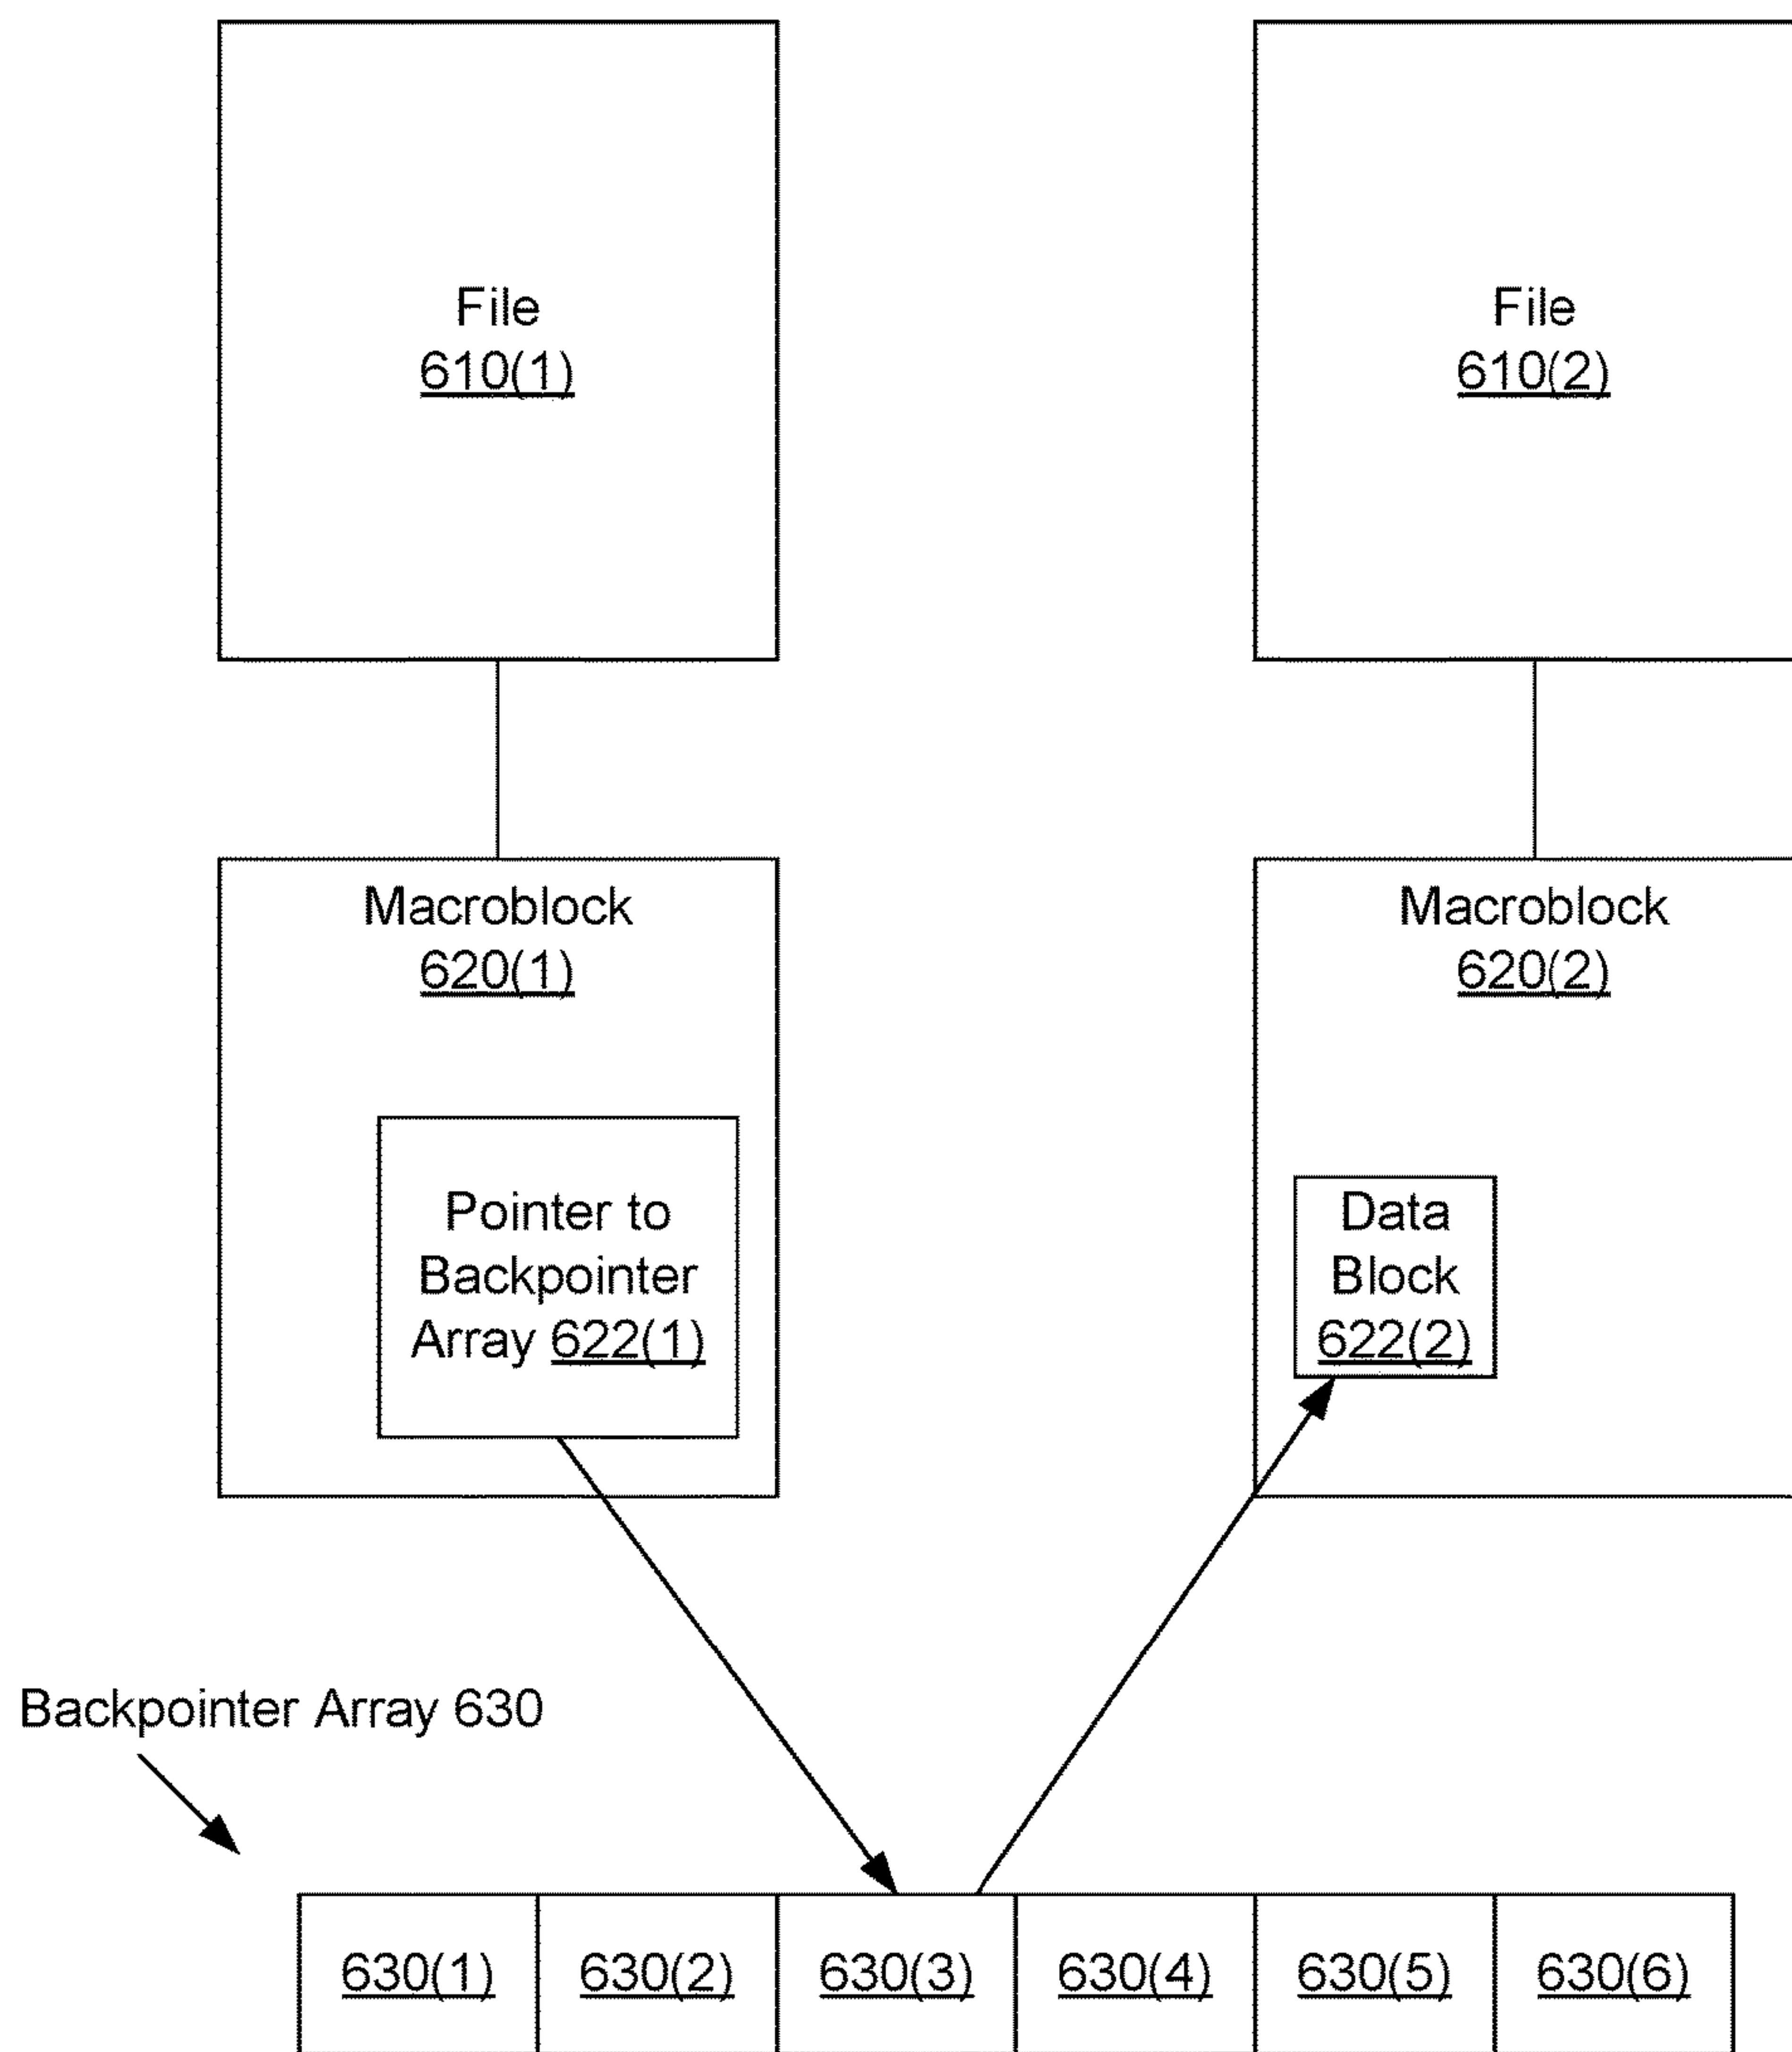 File
610(1)
File
610(2)
Macroblock
620(1)
Macroblock
620(2)
Pointer to
Backpointer
Array 622(1)
Data
Block
622(2)
Backpointer Array 630
630(1)
630(2)
630(3)
630(4)
630(5)
630(6)